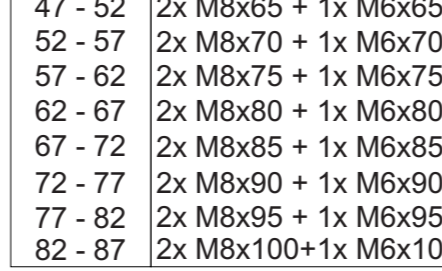 47 - 52 2x M8x65 + 1x M6x65
52 - 57 2x M8x70 + 1x M6x70
57 - 62 2x M8x75 + 1x M6x75
62 - 67 2x M8x80 + 1x M6x80
67 - 72 2x M8x85 + 1x M6x85
72 - 77 2x M8x90 + 1x M6x90
77 - 82 2x M8x95 + 1x M6x95
82 - 87 2x M8x100+1x M6x10